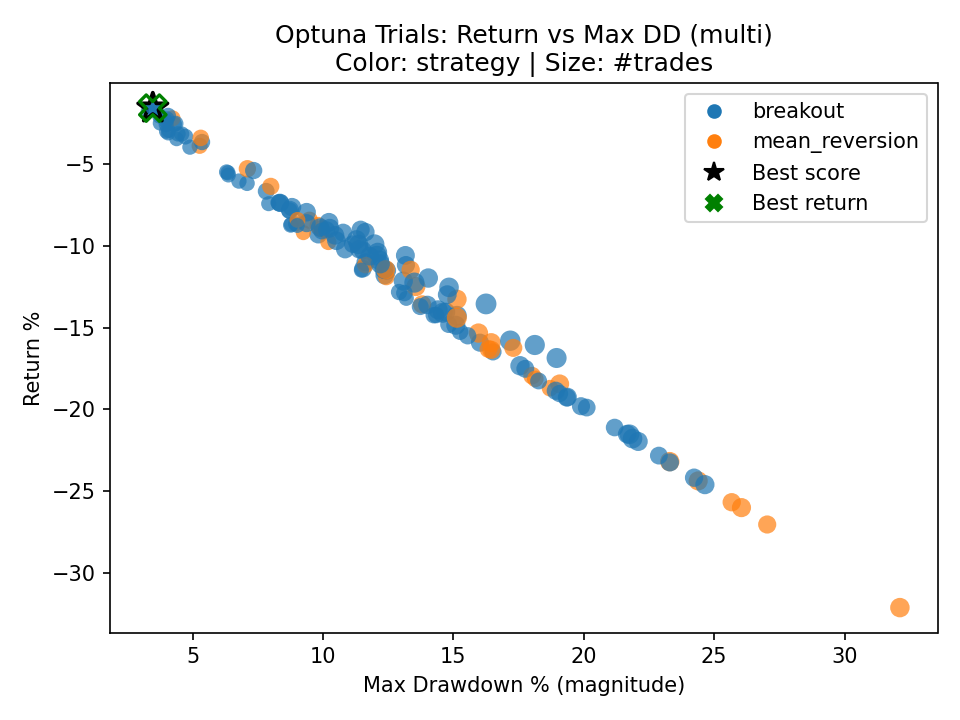 Optuna Trials: Return vs Max DD (multi)
Color: strategy | Size: #trades
breakout
mean_reversion
Best score
Best return
Return %
−5
−10
−15
−20
−25
−30
5
10
15
20
25
30
Max Drawdown % (magnitude)